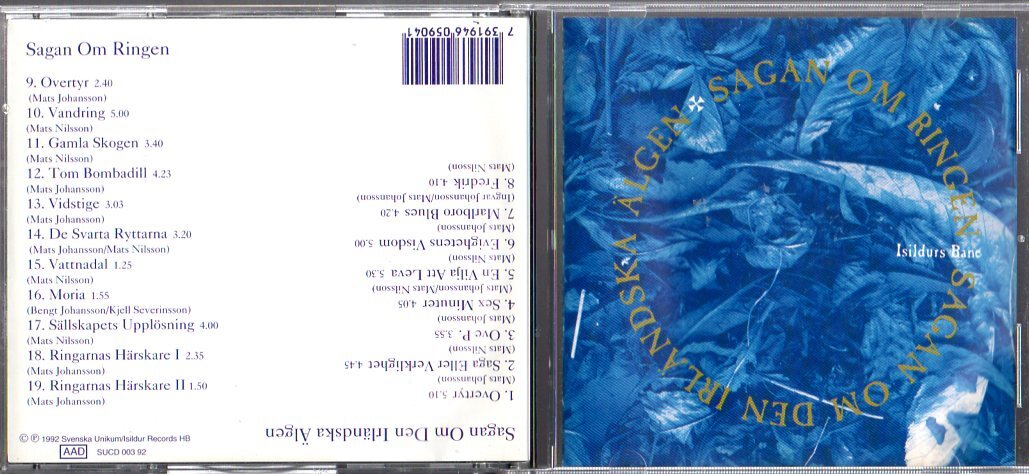 Sagan Om Ringen
9. Overtyr 2.40
(Mats Johansson)
10. Vandring 5.00
(Mats Nilsson)
11. Gamla Skogen 3.40
(Mats Nilsson)
12. Tom Bombadill 4.23
(Mats Johansson)
13. Vidstige 3.03
(Mats Johansson)
14. De Svarta Ryttarna 3.20
(Mats Johansson/Mats Nilsson)
15. Vattnadal 1.25
(Mats Nilsson)
16. Moria 1.55
(Bengt Johansson/Kjell Severinsson)
17. Sällskapets Upplösning 4.00
(Mats Nilsson)
18. Ringarnas Härskare I 2.35
(Mats Johansson)
19. Ringarnas Härskare II 1.50
(Mats Johansson)
© ℗ 1992 Svenska Unikum/Isildur Records HB
AAD SUCD 003 92
7 391946 059041
Sagan Om Den Irländska Älgen
1. Overtyr 5.10
(Mats Johansson)
2. Saga Eller Verklighet 4.45
(Mats Nilsson)
3. Ove P. 3.55
(Mats Johansson)
4. Sex Minuter 4.05
(Mats Johansson/Mats Nilsson)
5. En Vilja Att Leva 5.30
(Mats Johansson)
6. Evighetens Visdom 5.00
(Mats Johansson)
7. Marlboro Blues 4.20
(Ingvar Johansson/Mats Johansson)
8. Fredrik 4.10
(Mats Nilsson)
SAGAN OM RINGEN SAGAN OM DEN IRLÄNDSKA ÄLGEN
Isildurs Bane